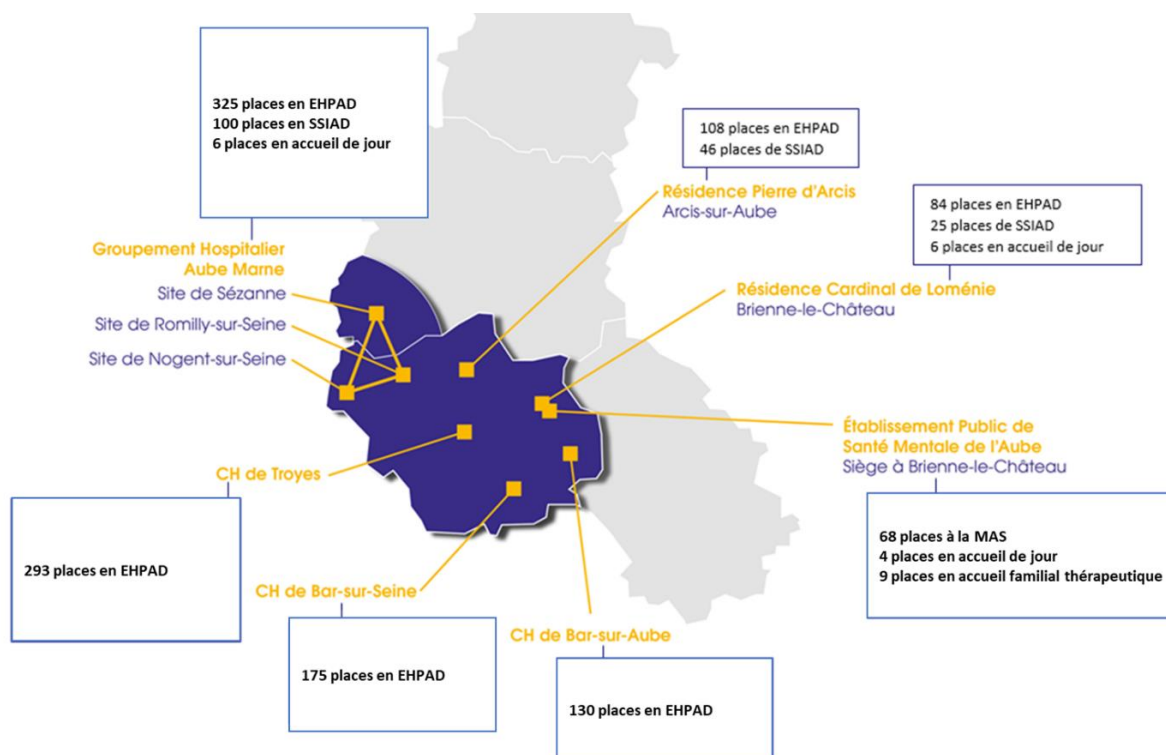 325 places en EHPAD
100 places en SSIAD
6 places en accueil de jour
Groupement Hospitalier
Aube Marne
Site de Sézanne
Site de Romilly-sur-Seine
Site de Nogent-sur-Seine
108 places en EHPAD
46 places de SSIAD
Résidence Pierre d'Arcis
Arcis-sur-Aube
84 places en EHPAD
25 places de SSIAD
6 places en accueil de jour
Résidence Cardinal de Loménie
Brienne-le-Château
Établissement Public de
Santé Mentale de l'Aube
Siège à Brienne-le-Château
68 places à la MAS
4 places en accueil de jour
9 places en accueil familial thérapeutique
CH de Troyes
293 places en EHPAD
CH de Bar-sur-Seine
175 places en EHPAD
CH de Bar-sur-Aube
130 places en EHPAD